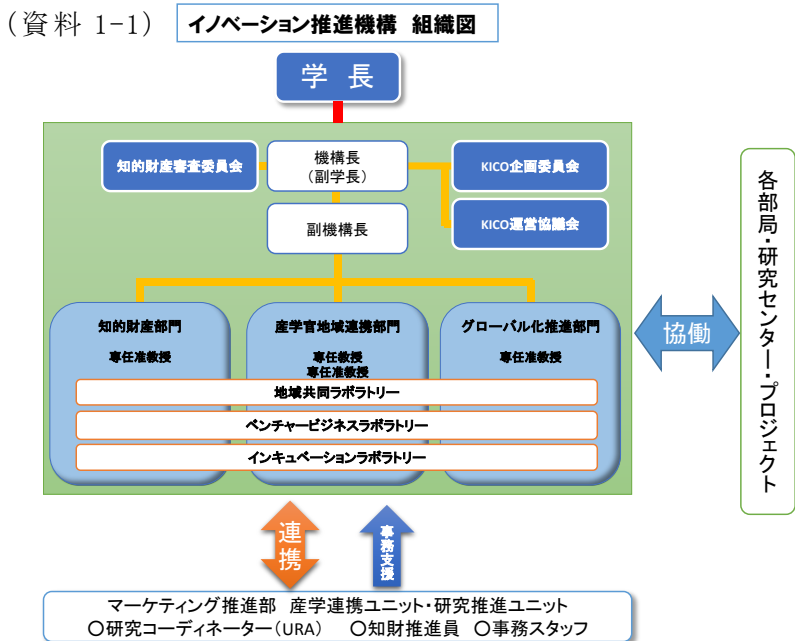 (資料 1-1)
イノベーション推進機構 組織図
学 長
知的財産審査委員会
機構長
(副学長)
KICO企画委員会
KICO運営協議会
副機構長
知的財産部門
専任准教授
産学官地域連携部門
専任教授
専任准教授
グローバル化推進部門
専任准教授
地域共同ラボラトリー
ベンチャービジネスラボラトリー
インキュベーションラボラトリー
協働
各部局・研究センター・プロジェクト
連携
事務支援
マーケティング推進部 産学連携ユニット・研究推進ユニット
〇研究コーディネーター(URA) 〇知財推進員 〇事務スタッフ